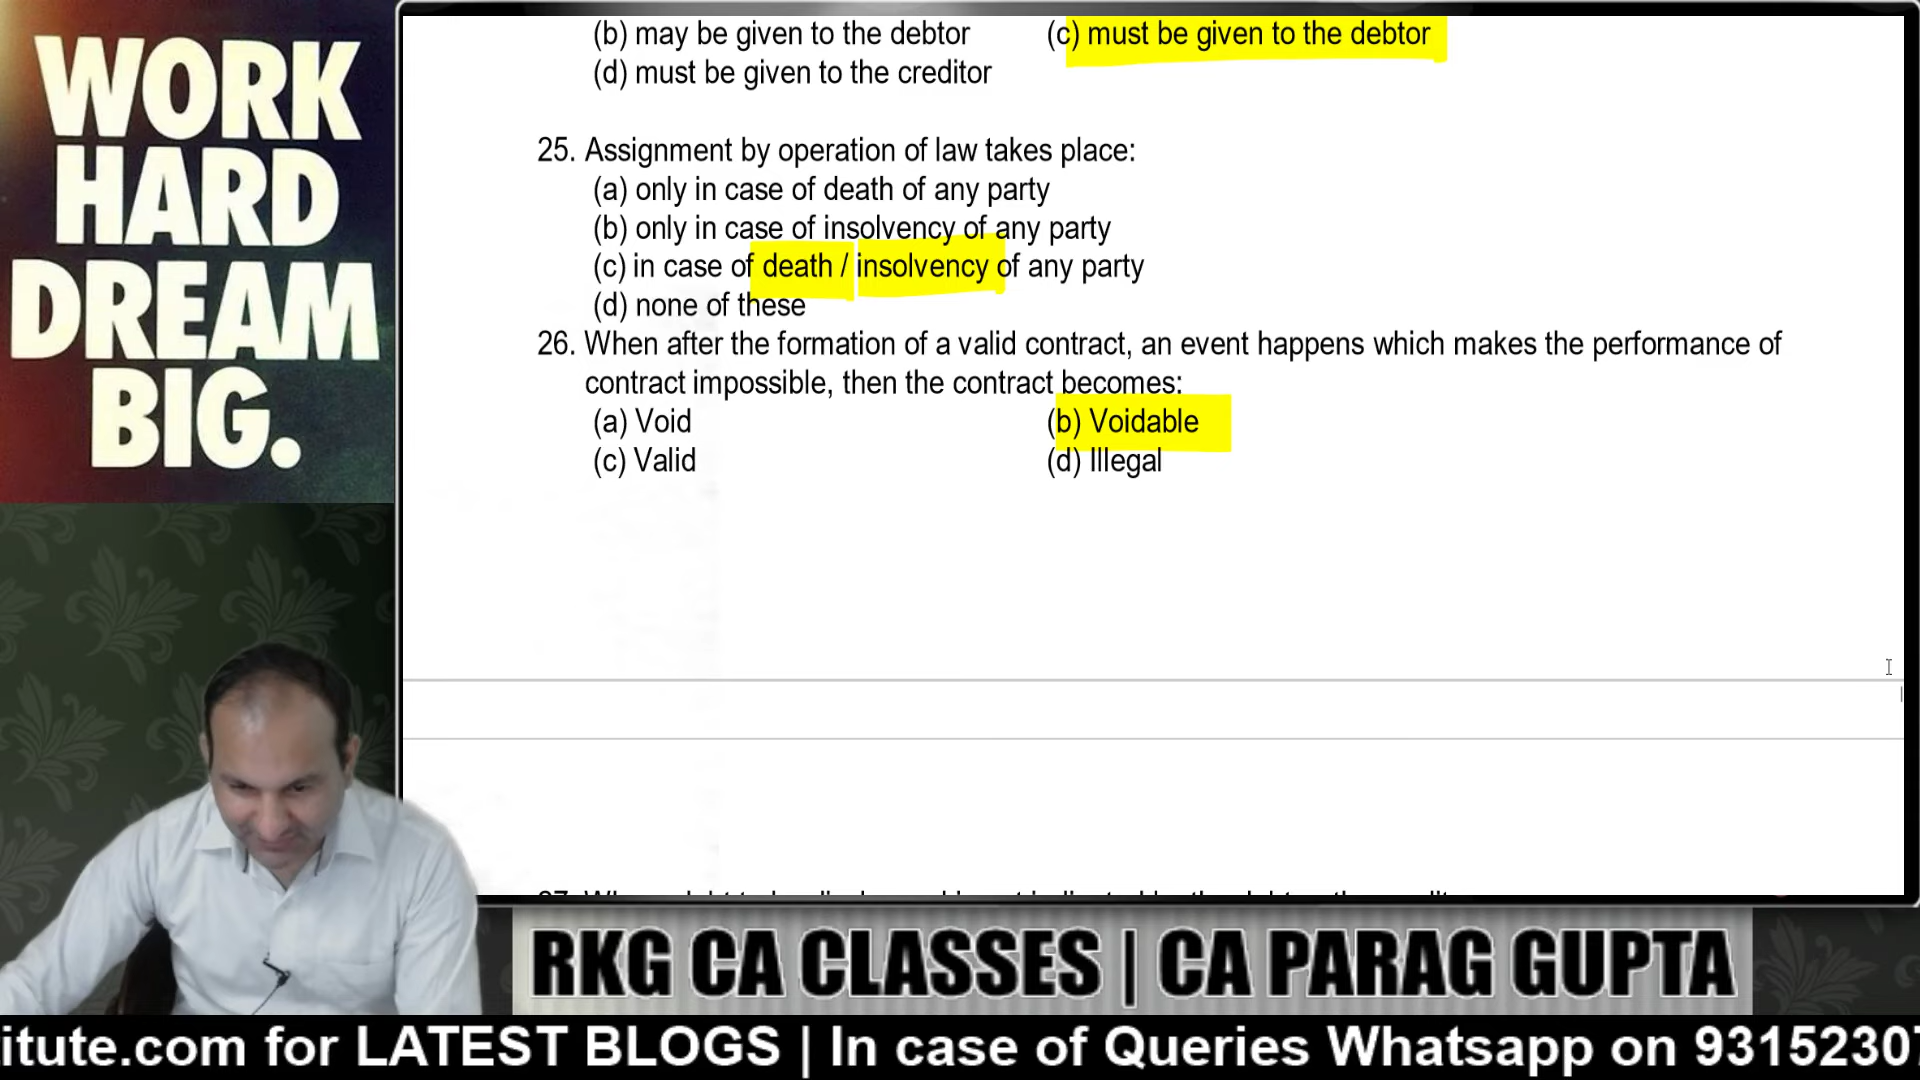 WORK
HARD
DREAM
BIG.
(b) may be given to the debtor (c) must be given to the debtor
(d) must be given to the creditor
25. Assignment by operation of law takes place:
(a) only in case of death of any party
(b) only in case of insolvency of any party
(c) in case of death / insolvency of any party
(d) none of these
26. When after the formation of a valid contract, an event happens which makes the performance of
contract impossible, then the contract becomes:
(a) Void (b) Voidable
(c) Valid (d) Illegal
RKG CA CLASSES | CA PARAG GUPTA
itute.com for LATEST BLOGS | In case of Queries Whatsapp on 9315230